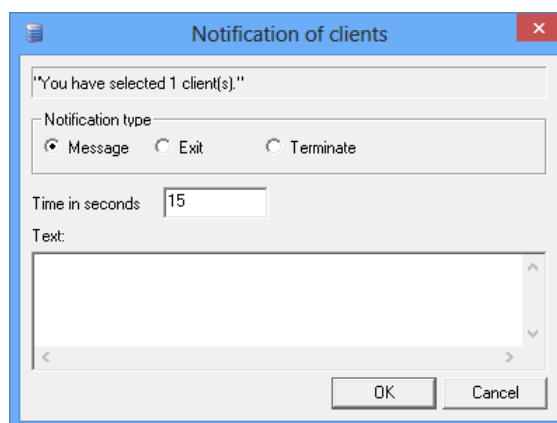 Notification of clients
"You have selected 1 client(s)."
Notification type
Message Exit Terminate
Time in seconds 15
Text:
OK Cancel